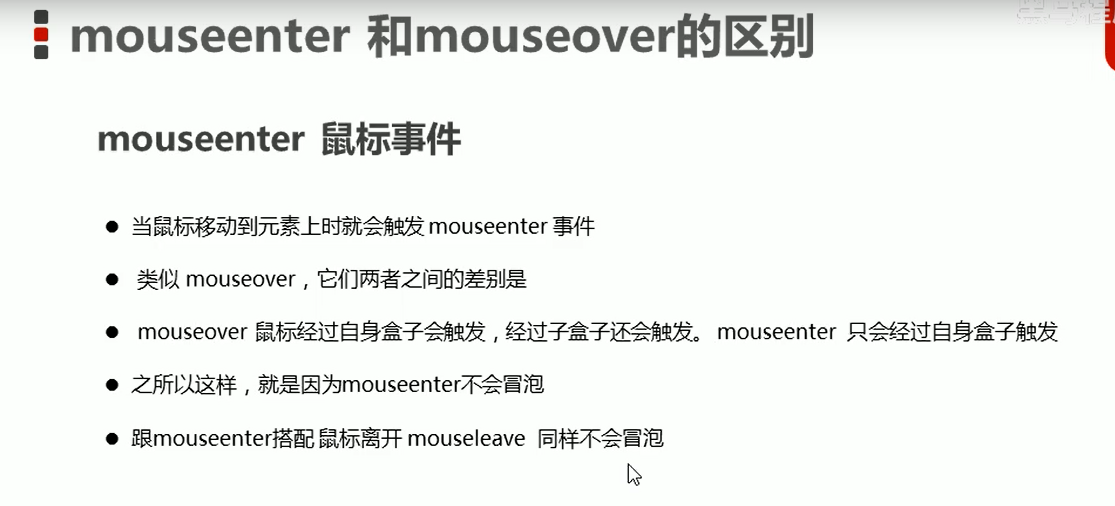 mouseenter 和mouseover的区别
mouseenter 鼠标事件
当鼠标移动到元素上时就会触发 mouseenter 事件
类似 mouseover，它们两者之间的差别是
mouseover 鼠标经过自身盒子会触发，经过子盒子还会触发。 mouseenter 只会经过自身盒子触发
之所以这样，就是因为mouseenter不会冒泡
跟mouseenter搭配 鼠标离开 mouseleave 同样不会冒泡